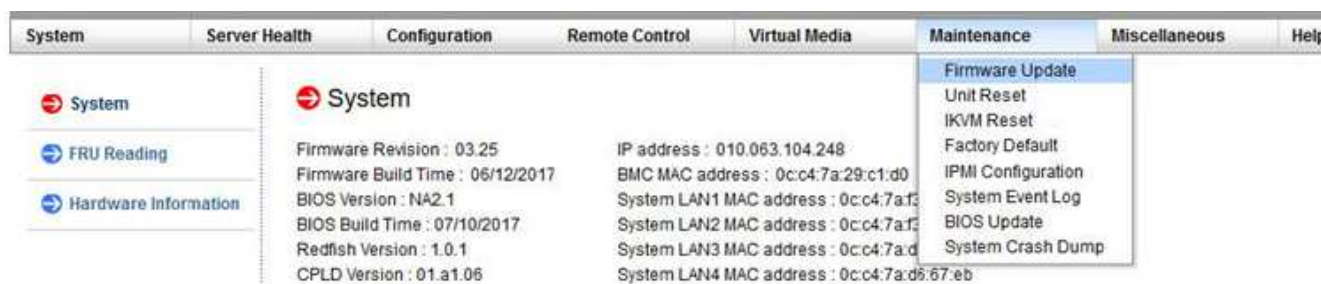 System Server Health Configuration Remote Control Virtual Media Maintenance Miscellaneous
System
FRU Reading
Hardware Information
System
Firmware Revision : 03.25
Firmware Build Time : 06/12/2017
BIOS Version : NA2.1
BIOS Build Time : 07/10/2017
Redfish Version : 1.0.1
CPLD Version : 01.a1.06
IP address : 010.063.104.248
BMC MAC address : 0c:c4:7a:29:c1:d0
System LAN1 MAC address : 0c:c4:7a:f3
System LAN2 MAC address : 0c:c4:7a:f3
System LAN3 MAC address : 0c:c4:7a:d
System LAN4 MAC address : 0c:c4:7a:d6:67:eb
Firmware Update
Unit Reset
IKVM Reset
Factory Default
IPMI Configuration
System Event Log
BIOS Update
System Crash Dump